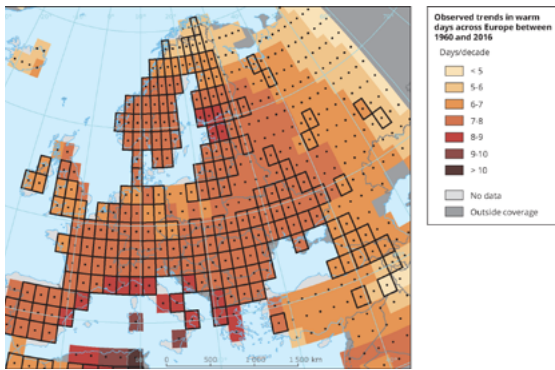 Observed trends in warm
days across Europe between
1960 and 2016
Days/decade
< 5
5-6
6-7
7-8
8-9
9-10
> 10
No data
Outside coverage
0 500 1 000 1 500 km